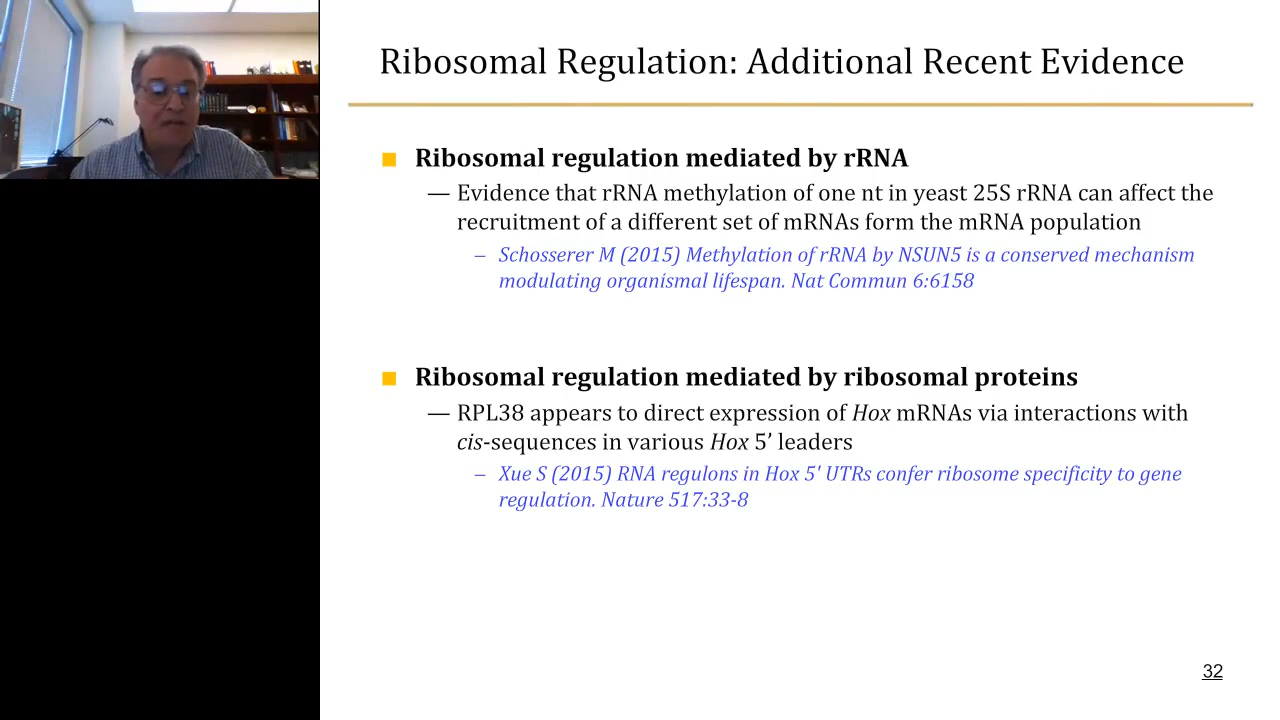 Ribosomal Regulation: Additional Recent Evidence
■ Ribosomal regulation mediated by rRNA
— Evidence that rRNA methylation of one nt in yeast 25S rRNA can affect the
recruitment of a different set of mRNAs form the mRNA population
– Schosserer M (2015) Methylation of rRNA by NSUN5 is a conserved mechanism
modulating organismal lifespan. Nat Commun 6:6158
■ Ribosomal regulation mediated by ribosomal proteins
— RPL38 appears to direct expression of Hox mRNAs via interactions with
cis-sequences in various Hox 5’ leaders
– Xue S (2015) RNA regulons in Hox 5' UTRs confer ribosome specificity to gene
regulation. Nature 517:33-8
32